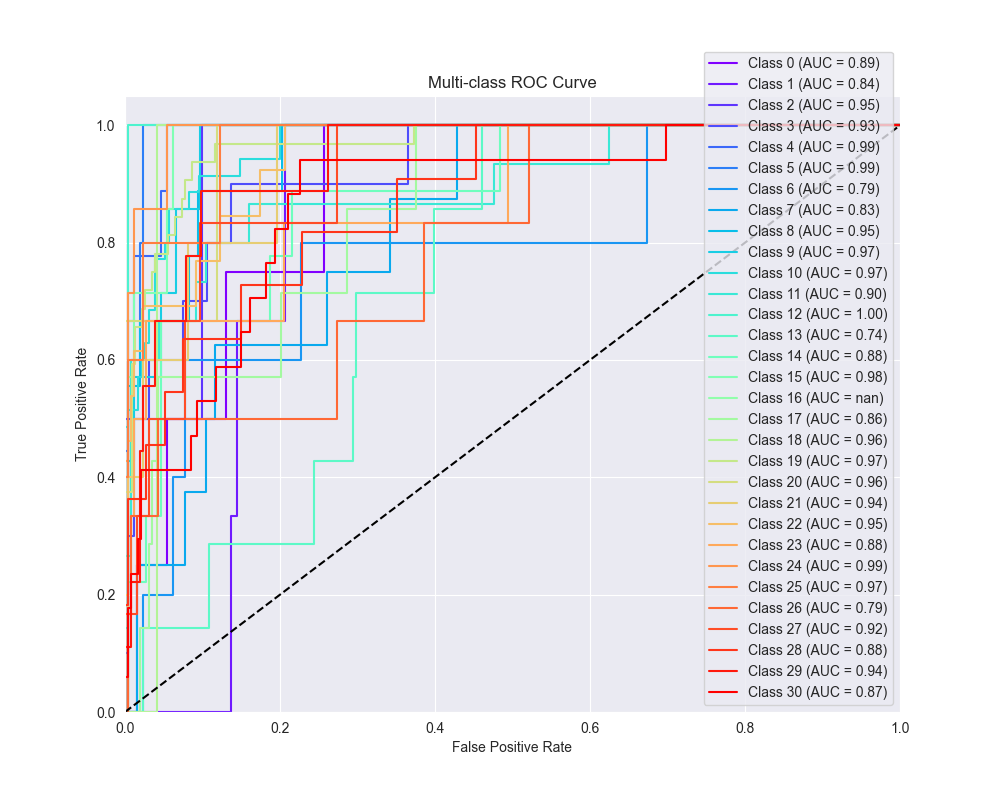 Multi-class ROC Curve
Class 0 (AUC = 0.89)
Class 1 (AUC = 0.84)
Class 2 (AUC = 0.95)
Class 3 (AUC = 0.93)
Class 4 (AUC = 0.99)
Class 5 (AUC = 0.99)
Class 6 (AUC = 0.79)
Class 7 (AUC = 0.83)
Class 8 (AUC = 0.95)
Class 9 (AUC = 0.97)
Class 10 (AUC = 0.97)
Class 11 (AUC = 0.90)
Class 12 (AUC = 1.00)
Class 13 (AUC = 0.74)
Class 14 (AUC = 0.88)
Class 15 (AUC = 0.98)
Class 16 (AUC = nan)
Class 17 (AUC = 0.86)
Class 18 (AUC = 0.96)
Class 19 (AUC = 0.97)
Class 20 (AUC = 0.96)
Class 21 (AUC = 0.94)
Class 22 (AUC = 0.95)
Class 23 (AUC = 0.88)
Class 24 (AUC = 0.99)
Class 25 (AUC = 0.97)
Class 26 (AUC = 0.79)
Class 27 (AUC = 0.92)
Class 28 (AUC = 0.88)
Class 29 (AUC = 0.94)
Class 30 (AUC = 0.87)
True Positive Rate
1.0
0.8
0.6
0.4
0.2
0.0
0.0 0.2 0.4 0.6 0.8 1.0
False Positive Rate